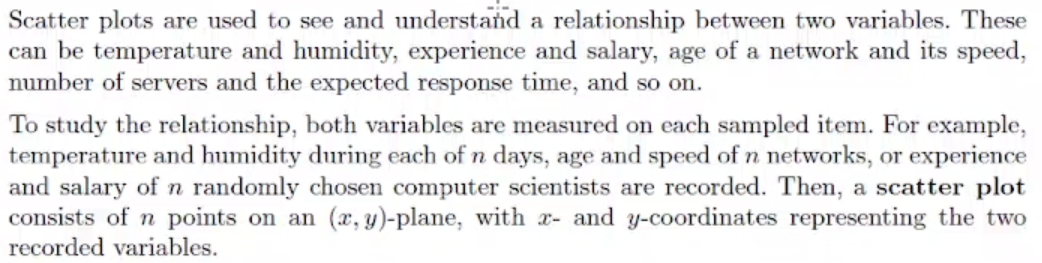 Scatter plots are used to see and understand a relationship between two variables. These
can be temperature and humidity, experience and salary, age of a network and its speed,
number of servers and the expected response time, and so on.
To study the relationship, both variables are measured on each sampled item. For example,
temperature and humidity during each of n days, age and speed of n networks, or experience
and salary of n randomly chosen computer scientists are recorded. Then, a scatter plot
consists of n points on an (x, y)-plane, with x- and y-coordinates representing the two
recorded variables.